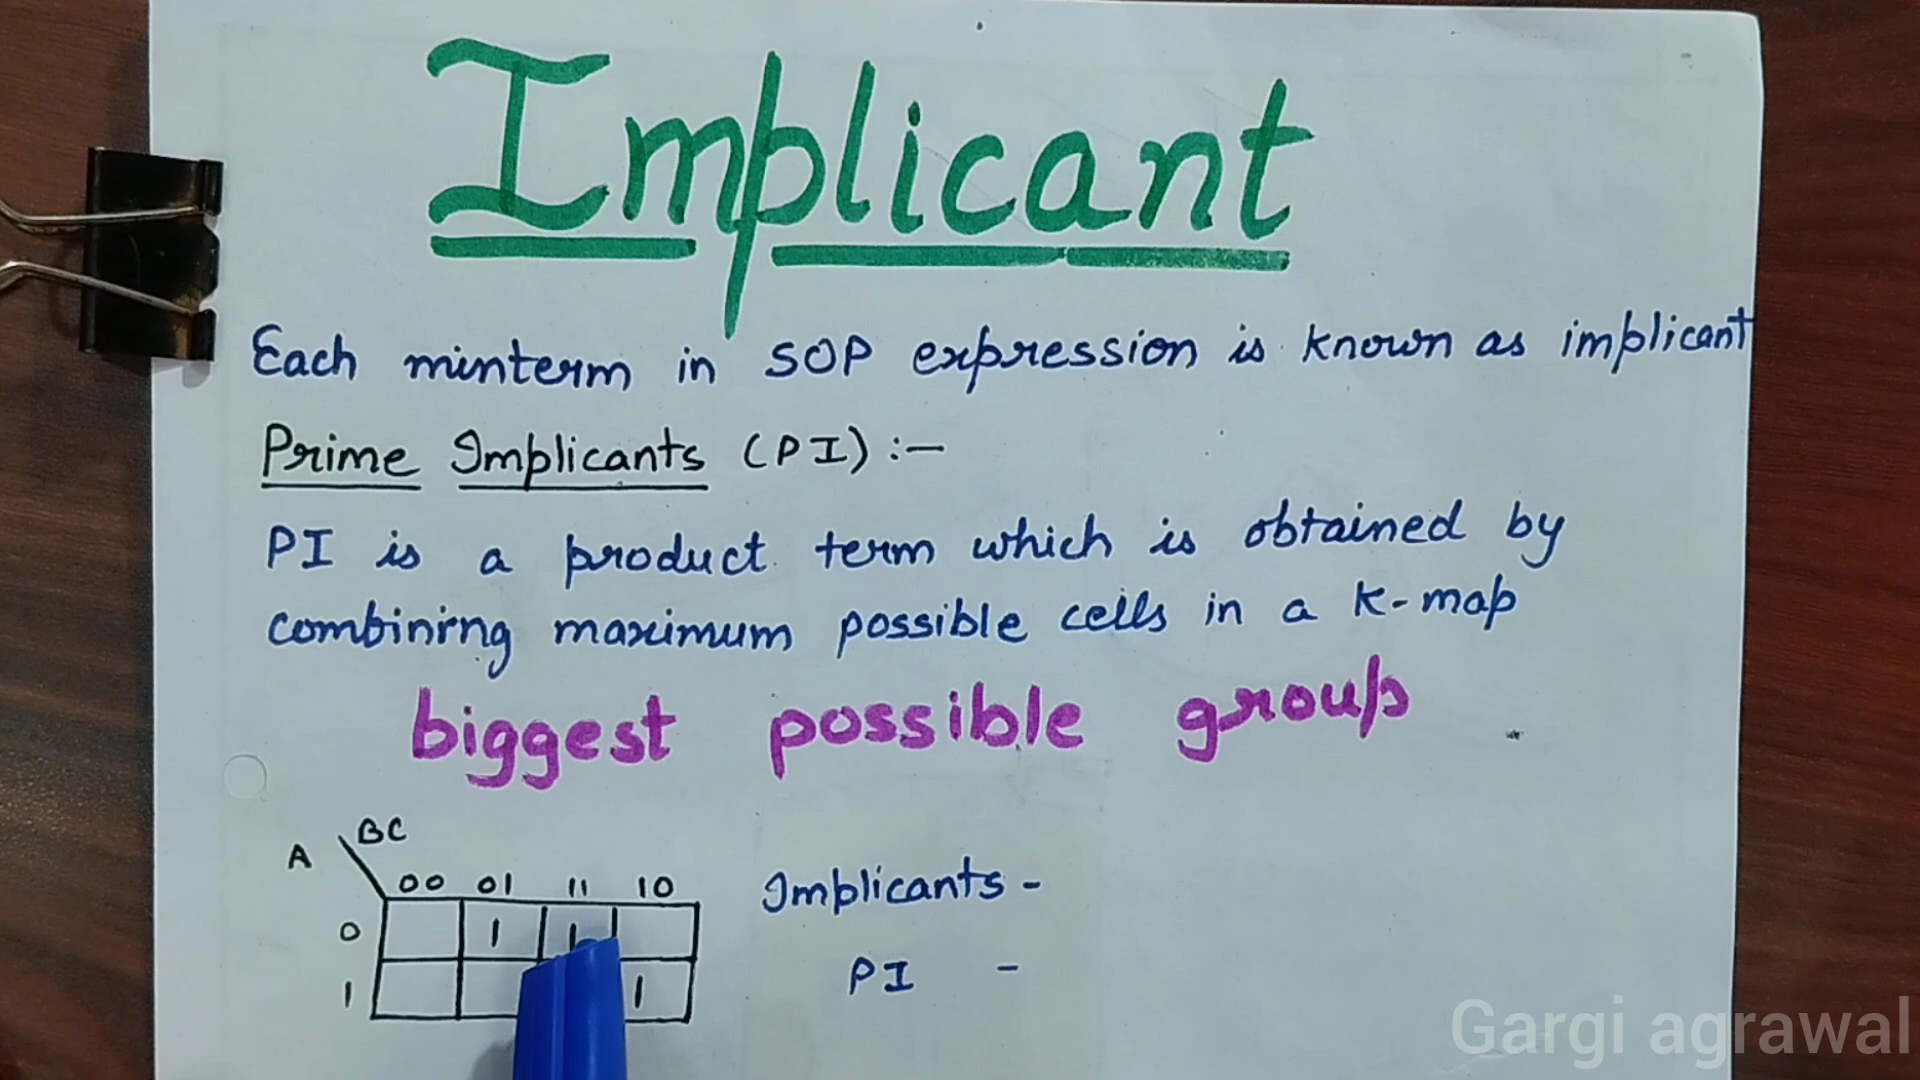 Implicant
Each minterm in SOP expression is known as implicant
Prime Implicants (PI) :-
PI is a product term which is obtained by
combining maximum possible cells in a K-map
biggest possible group
BC
A
00 01 11 10
0 1 1
1 1
Implicants -
PI -
Gargi agrawal